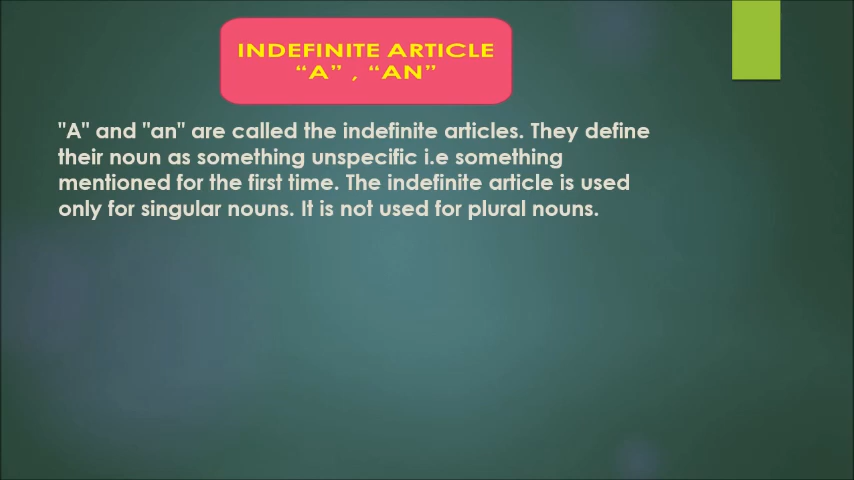 INDEFINITE ARTICLE
“A” , “AN”
"A" and "an" are called the indefinite articles. They define
their noun as something unspecific i.e something
mentioned for the first time. The indefinite article is used
only for singular nouns. It is not used for plural nouns.